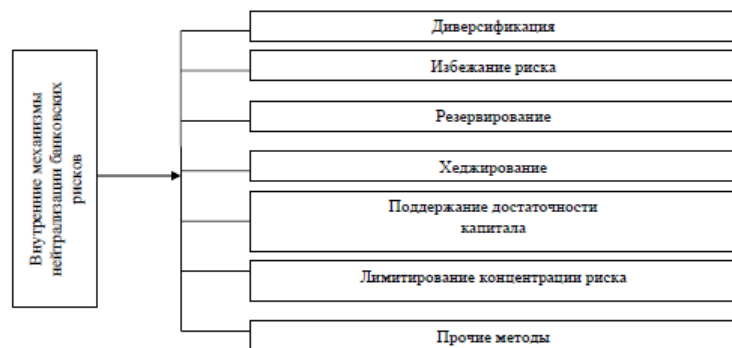 Внутренние механизмы
нейтрализации банковских
рисков
Диверсификация
Избежание риска
Резервирование
Хеджирование
Поддержание достаточности
капитала
Лимитирование концентрации риска
Прочие методы